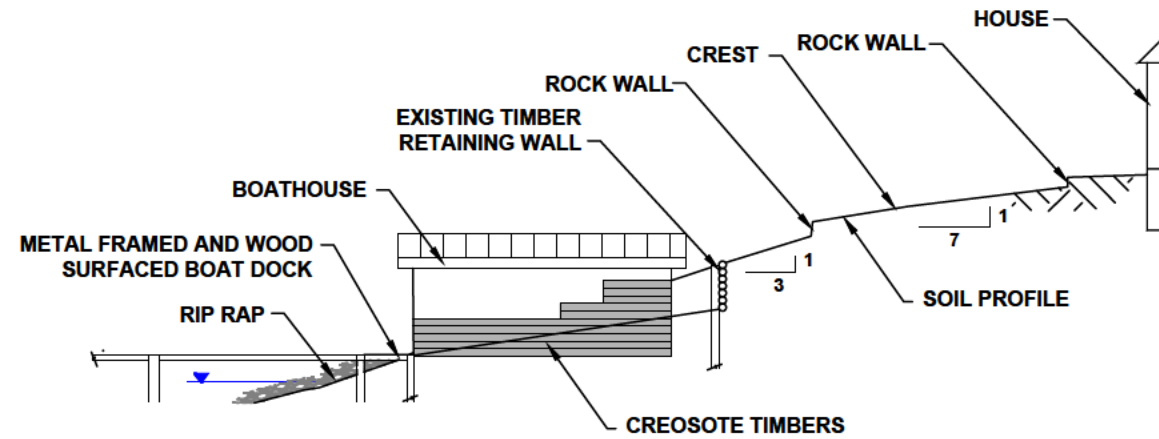 HOUSE
ROCK WALL
CREST
ROCK WALL
EXISTING TIMBER
RETAINING WALL
BOATHOUSE
METAL FRAMED AND WOOD
SURFACED BOAT DOCK
RIP RAP
1
7
1
3
SOIL PROFILE
CREOSOTE TIMBERS